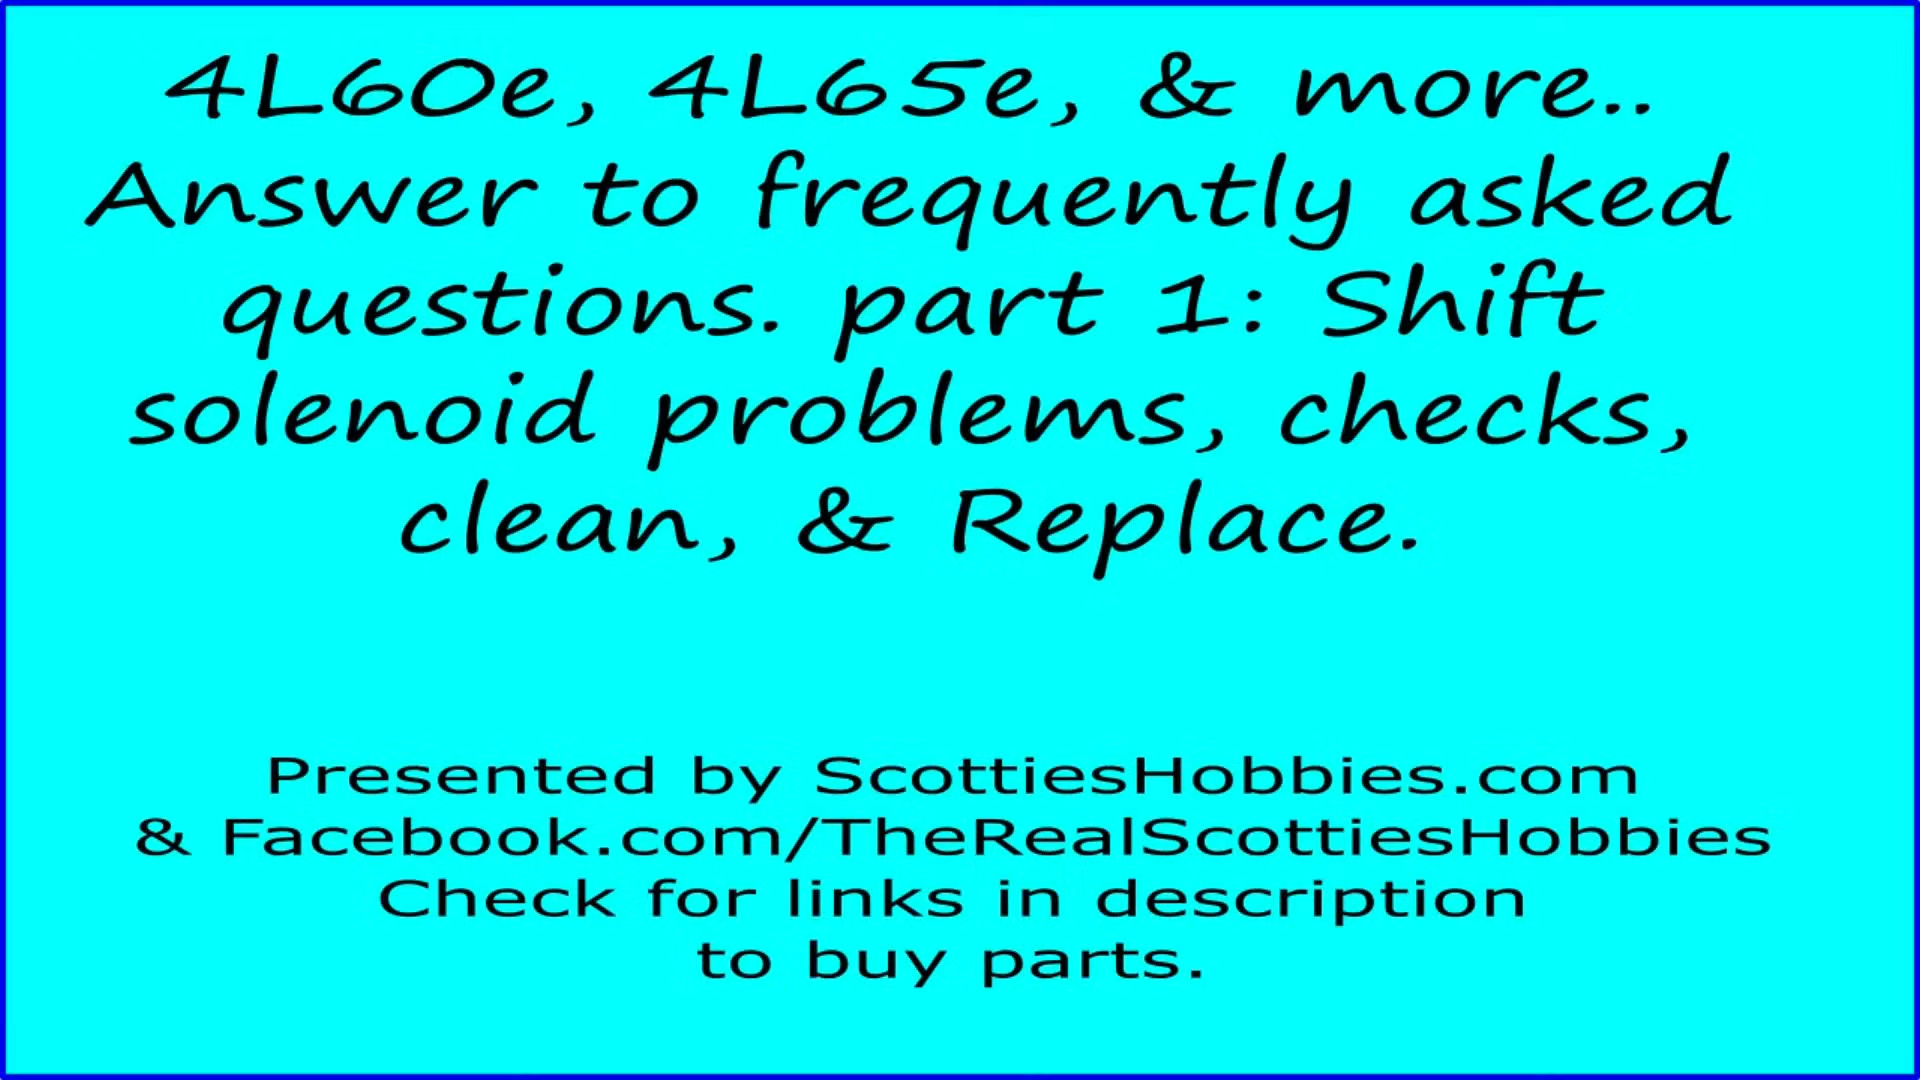 4L60e, 4L65e, & more..
Answer to frequently asked
questions. part 1: Shift
solenoid problems, checks,
clean, & Replace.
Presented by ScottiesHobbies.com
& Facebook.com/TheRealScottiesHobbies
Check for links in description
to buy parts.